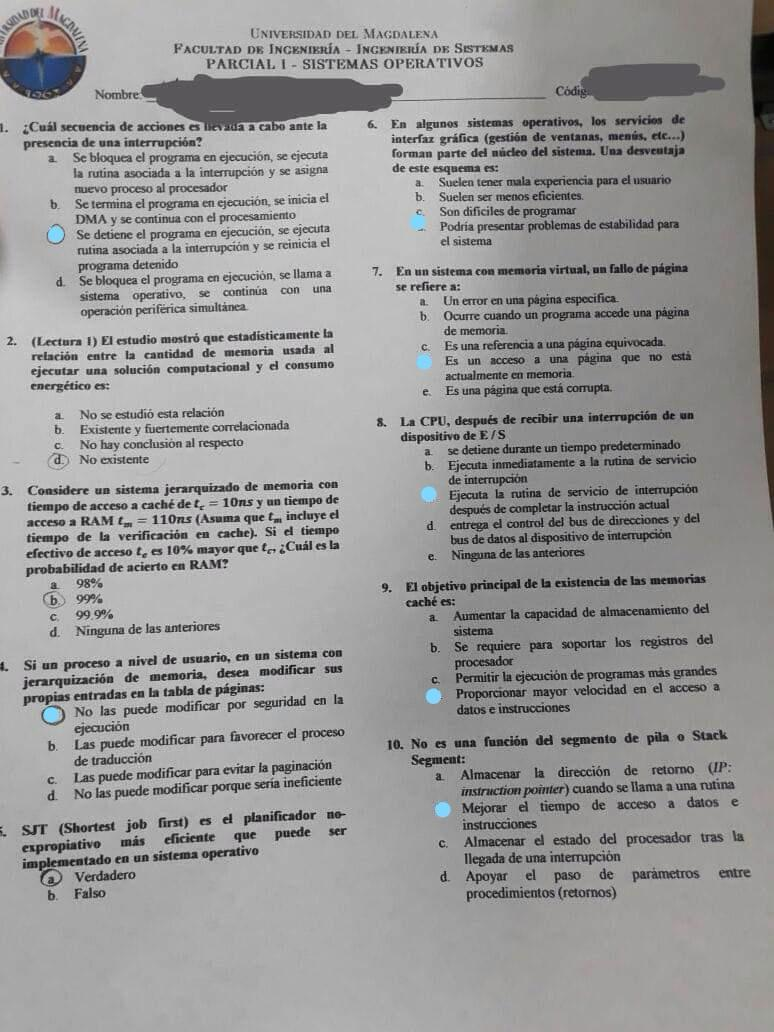 UNIVERSIDAD DEL MAGDALENA
FACULTAD DE INGENIERÍA - INGENIERÍA DE SISTEMAS
PARCIAL 1 - SISTEMAS OPERATIVOS
Nombre:
Códig
1. ¿Cuál secuencia de acciones es llevada a cabo ante la
presencia de una interrupción?
a. Se bloquea el programa en ejecución, se ejecuta
la rutina asociada a la interrupción y se asigna
nuevo proceso al procesador
b. Se termina el programa en ejecución, se inicia el
DMA y se continua con el procesamiento
Se detiene el programa en ejecución, se ejecuta
rutina asociada a la interrupción y se reinicia el
programa detenido
d. Se bloquea el programa en ejecución, se llama a
sistema operativo, se continúa con una
operación periférica simultánea.
2. (Lectura 1) El estudio mostró que estadísticamente la
relación entre la cantidad de memoria usada al
ejecutar una solución computacional y el consumo
energético es:
a. No se estudió esta relación
b. Existente y fuertemente correlacionada
c. No hay conclusión al respecto
d. No existente
3. Considere un sistema jerarquizado de memoria con
tiempo de acceso a caché de t_c = 10ns y un tiempo de
acceso a RAM t_m = 110ns (Asuma que t_m incluye el
tiempo de la verificación en cache). Si el tiempo
efectivo de acceso t_e es 10% mayor que t_c, ¿Cuál es la
probabilidad de acierto en RAM?
a. 98%
b. 99%
c. 99.9%
d. Ninguna de las anteriores
4. Si un proceso a nivel de usuario, en un sistema con
jerarquización de memoria, desea modificar sus
propias entradas en la tabla de páginas:
No las puede modificar por seguridad en la
ejecución
b. Las puede modificar para favorecer el proceso
de traducción
c. Las puede modificar para evitar la paginación
d. No las puede modificar porque sería ineficiente
5. SJT (Shortest job first) es el planificador no-
expropiativo más eficiente que puede ser
implementado en un sistema operativo
a. Verdadero
b. Falso
6. En algunos sistemas operativos, los servicios de
interfaz gráfica (gestión de ventanas, menús, etc...)
forman parte del núcleo del sistema. Una desventaja
de este esquema es:
a. Suelen tener mala experiencia para el usuario
b. Suelen ser menos eficientes.
c. Son difíciles de programar
Podría presentar problemas de estabilidad para
el sistema
7. En un sistema con memoria virtual, un fallo de página
se refiere a:
a. Un error en una página especifica.
b. Ocurre cuando un programa accede una página
de memoria.
c. Es una referencia a una página equivocada.
Es un acceso a una página que no está
actualmente en memoria.
e. Es una página que está corrupta.
8. La CPU, después de recibir una interrupción de un
dispositivo de E / S
a. se detiene durante un tiempo predeterminado
b. Ejecuta inmediatamente a la rutina de servicio
de interrupción
Ejecuta la rutina de servicio de interrupción
después de completar la instrucción actual
d. entrega el control del bus de direcciones y del
bus de datos al dispositivo de interrupción
e. Ninguna de las anteriores
9. El objetivo principal de la existencia de las memorias
caché es:
a. Aumentar la capacidad de almacenamiento del
sistema
b. Se requiere para soportar los registros del
procesador
c. Permitir la ejecución de programas más grandes
Proporcionar mayor velocidad en el acceso a
datos e instrucciones
10. No es una función del segmento de pila o Stack
Segment:
a. Almacenar la dirección de retorno (IP:
instruction pointer) cuando se llama a una rutina
Mejorar el tiempo de acceso a datos e
instrucciones
c. Almacenar el estado del procesador tras la
llegada de una interrupción
d. Apoyar el paso de parámetros entre
procedimientos (retornos)